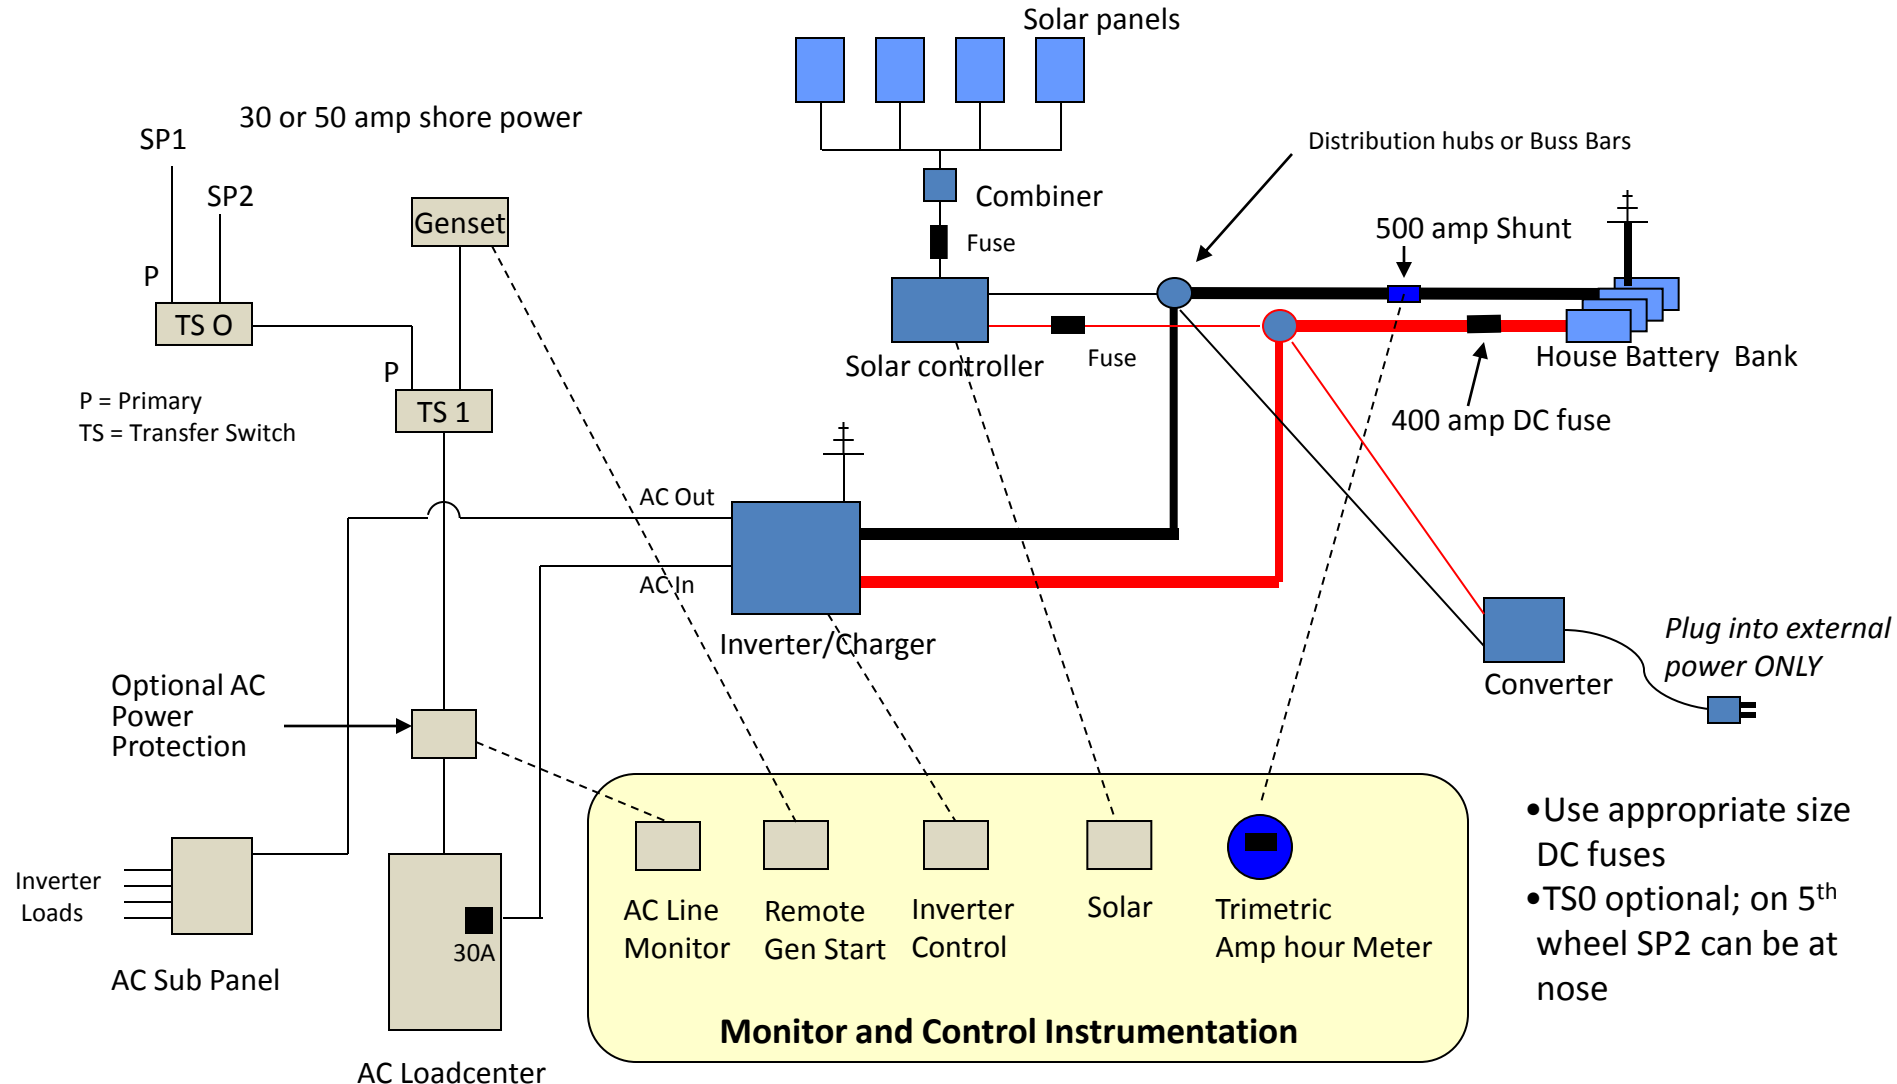 Solar panels
30 or 50 amp shore power
SP1
SP2
Distribution hubs or Buss Bars
Combiner
Genset
Fuse
500 amp Shunt
P
TS O
Solar controller
Fuse
House Battery Bank
P
P = Primary
TS = Transfer Switch
TS 1
400 amp DC fuse
AC Out
AC In
Inverter/Charger
Plug into external
power ONLY
Converter
Optional AC
Power
Protection
•Use appropriate size
DC fuses
•TS0 optional; on 5th
wheel SP2 can be at
nose
Inverter
Loads
AC Sub Panel
30A
AC Loadcenter
AC Line
Monitor
Remote
Gen Start
Inverter
Control
Solar
Trimetric
Amp hour Meter
Monitor and Control Instrumentation